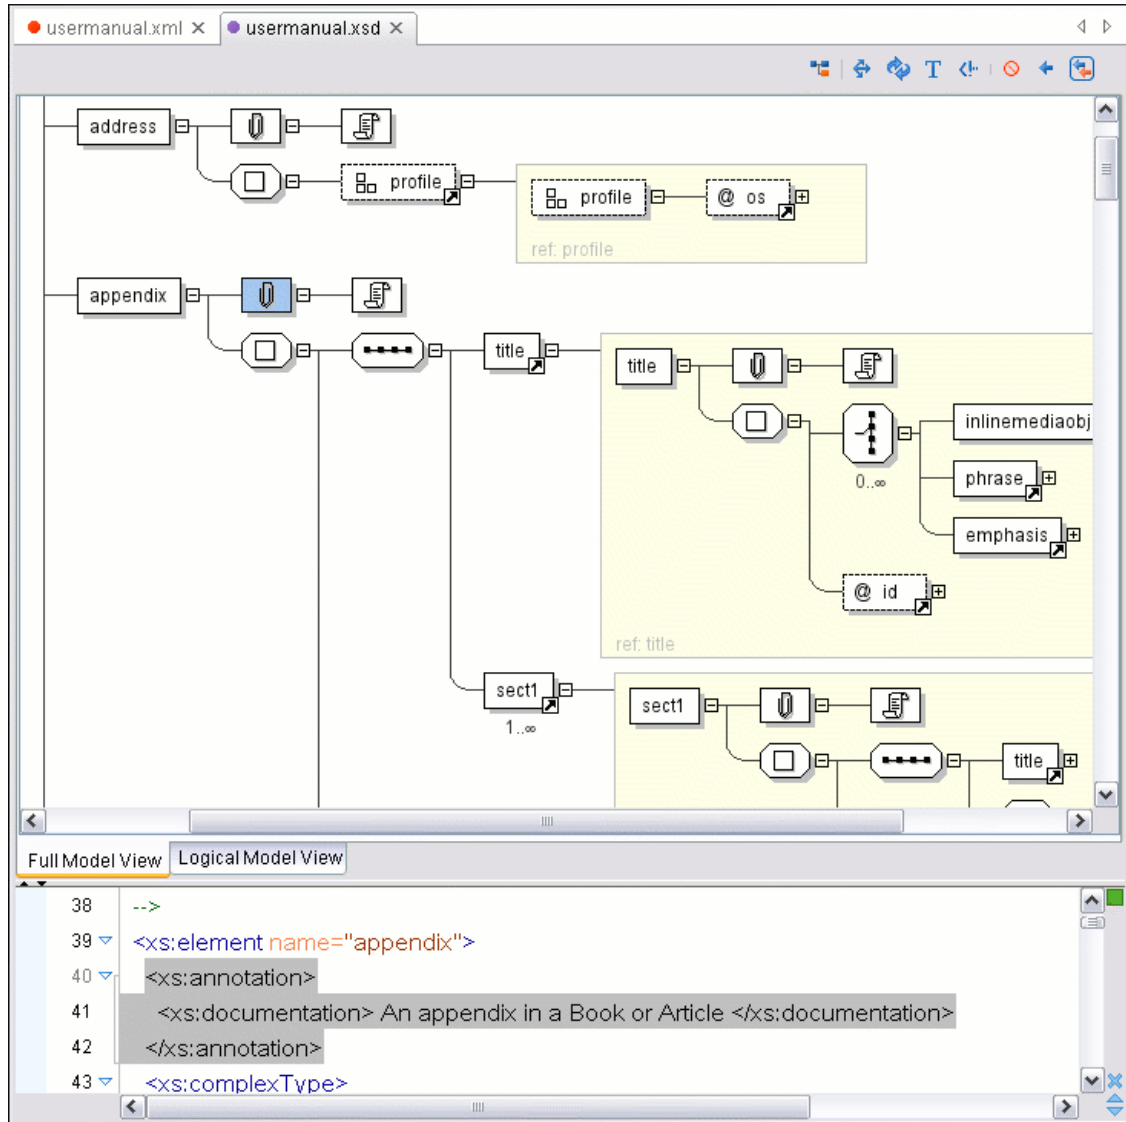 usermanual.xml
usermanual.xsd
T
address
profile
profile
@ os
ref: profile
appendix
title
title
inlinemediaobj
0..∞
phrase
emphasis
@ id
ref: title
sect1
1..∞
sect1
title
Full Model View
Logical Model View
38 -->
39 <xs:element name="appendix">
40 <xs:annotation>
41 <xs:documentation> An appendix in a Book or Article </xs:documentation>
42 </xs:annotation>
43 <xs:complexType>